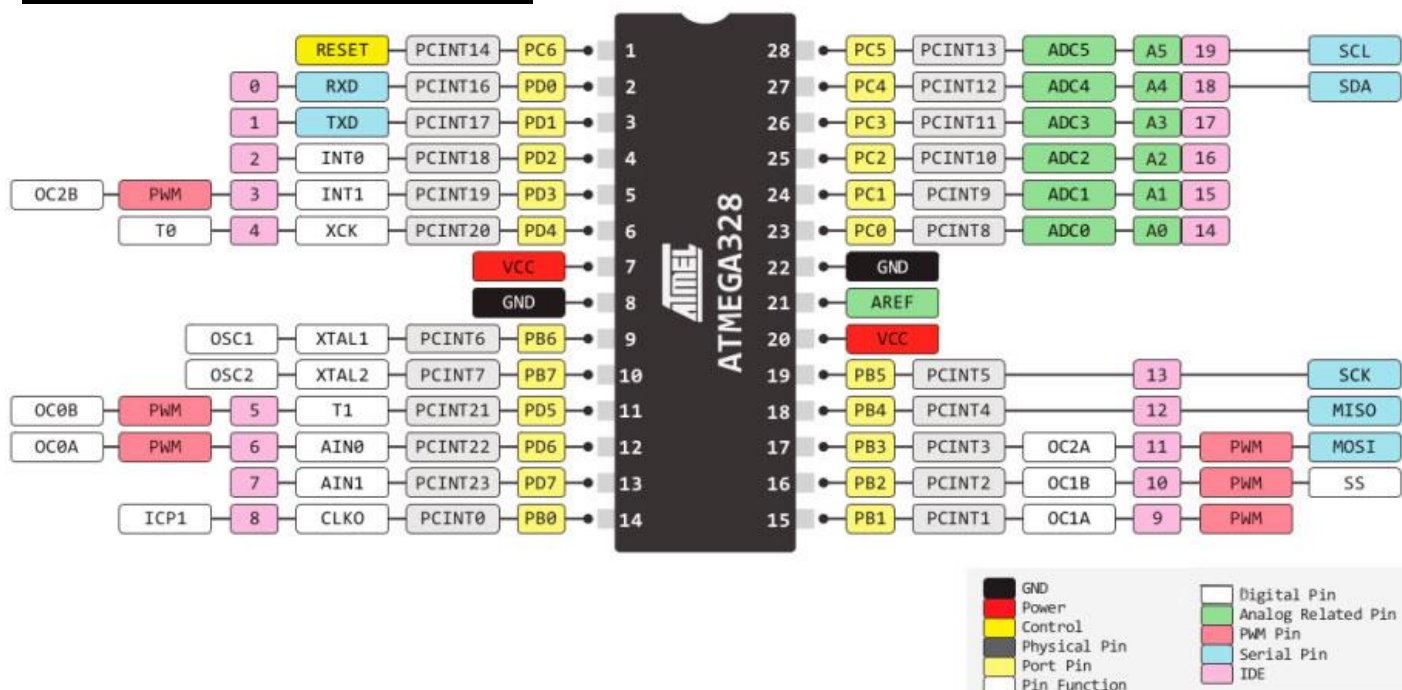 RESET PCINT14 PC6 1 28 PC5 PCINT13 ADC5 A5 19 SCL
0 RXD PCINT16 PD0 2 27 PC4 PCINT12 ADC4 A4 18 SDA
1 TXD PCINT17 PD1 3 26 PC3 PCINT11 ADC3 A3 17
2 INT0 PCINT18 PD2 4 25 PC2 PCINT10 ADC2 A2 16
OC2B PWM 3 INT1 PCINT19 PD3 5 24 PC1 PCINT9 ADC1 A1 15
T0 4 XCK PCINT20 PD4 6 23 PC0 PCINT8 ADC0 A0 14
VCC 7 22 GND
GND 8 21 AREF
OSC1 XTAL1 PCINT6 PB6 9 20 VCC
OSC2 XTAL2 PCINT7 PB7 10 19 PB5 PCINT5 13 SCK
OC0B PWM 5 T1 PCINT21 PD5 11 18 PB4 PCINT4 12 MISO
OC0A PWM 6 AIN0 PCINT22 PD6 12 17 PB3 PCINT3 OC2A 11 PWM MOSI
7 AIN1 PCINT23 PD7 13 16 PB2 PCINT2 OC1B 10 PWM SS
ICP1 8 CLKO PCINT0 PB0 14 15 PB1 PCINT1 OC1A 9 PWM
ATMEL
ATMEGA328
GND
Power
Control
Physical Pin
Port Pin
Pin Function
Digital Pin
Analog Related Pin
PWM Pin
Serial Pin
IDE